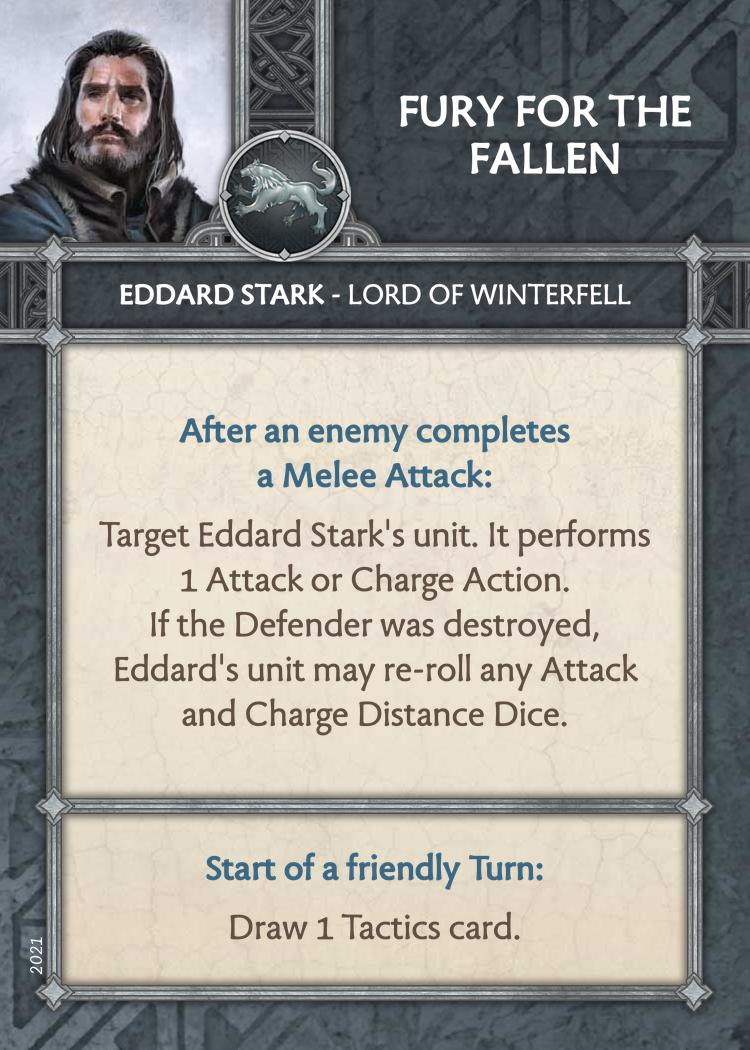 FURY FOR THE
FALLEN
EDDARD STARK - LORD OF WINTERFELL
After an enemy completes
a Melee Attack:
Target Eddard Stark's unit. It performs
1 Attack or Charge Action.
If the Defender was destroyed,
Eddard's unit may re-roll any Attack
and Charge Distance Dice.
Start of a friendly Turn:
Draw 1 Tactics card.
2021